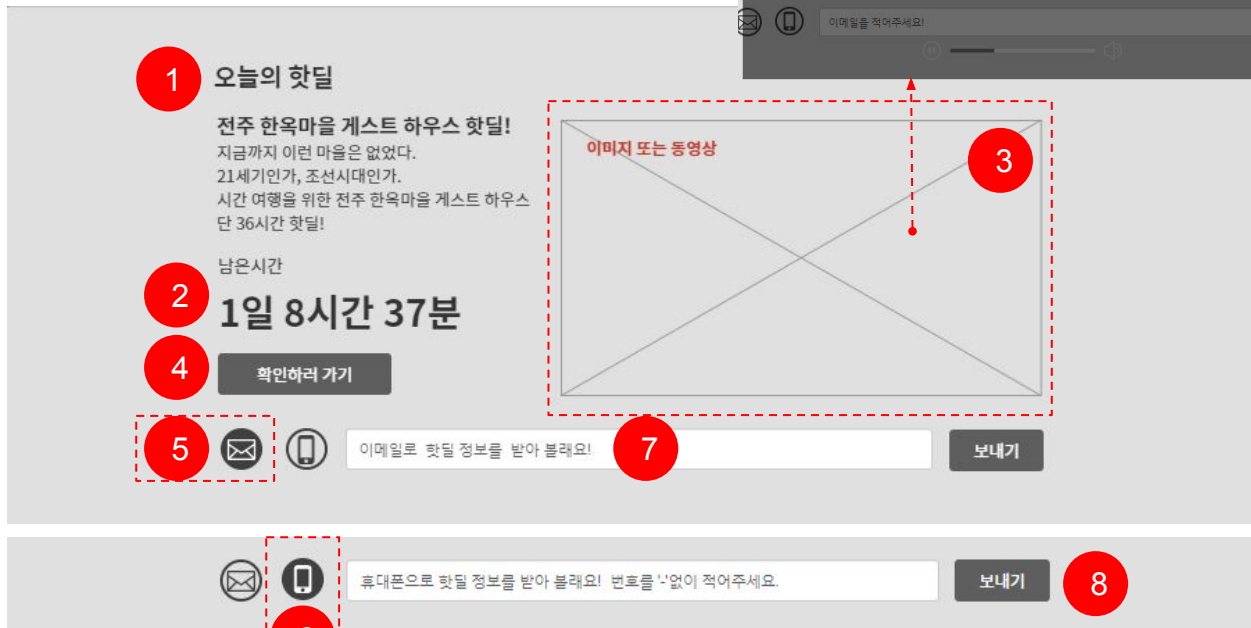 이메일을 적어주세요!
1
오늘의 핫딜
전주 한옥마을 게스트 하우스 핫딜!
지금까지 이런 마을은 없었다.
21세기인가, 조선시대인가.
시간 여행을 위한 전주 한옥마을 게스트 하우스
단 36시간 핫딜!
이미지 또는 동영상
3
남은시간
2
1일 8시간 37분
4
확인하러 가기
5
이메일로 핫딜 정보를 받아 볼래요!
7
보내기
휴대폰으로 핫딜 정보를 받아 볼래요! 번호를 '-'없이 적어주세요.
보내기
8